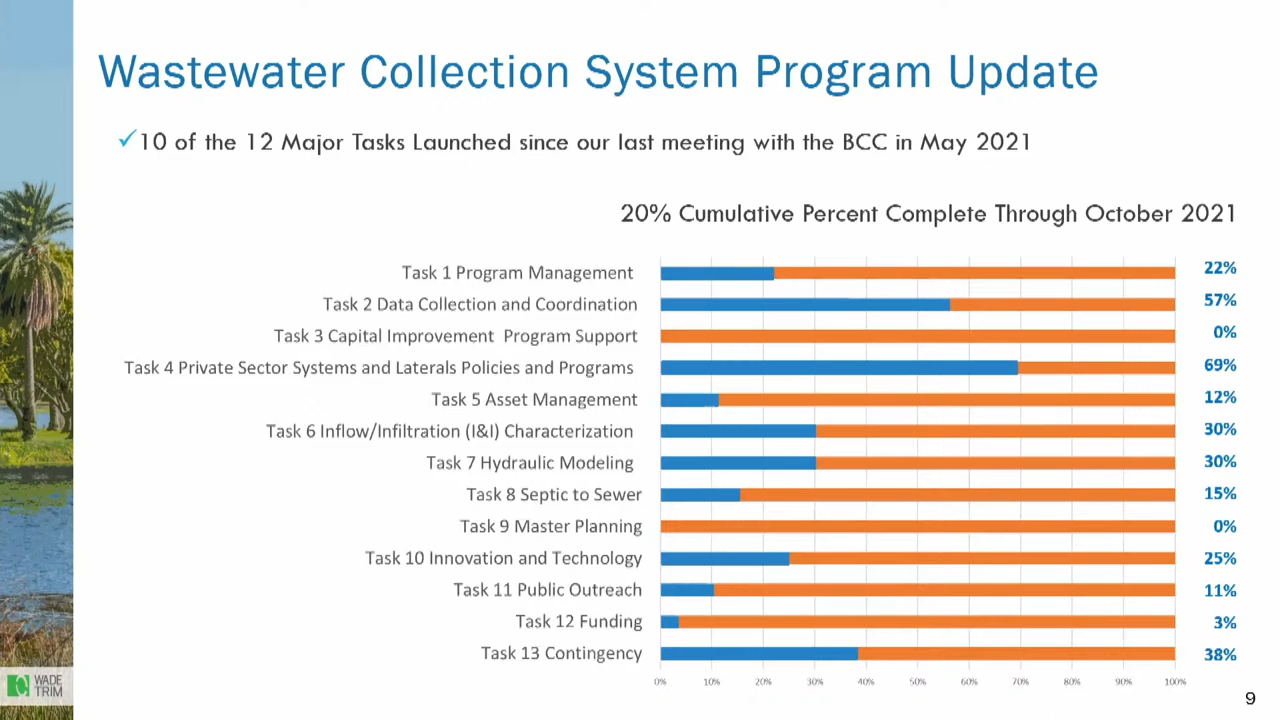 Wastewater Collection System Program Update
✓10 of the 12 Major Tasks Launched since our last meeting with the BCC in May 2021
20% Cumulative Percent Complete Through October 2021
Task 1 Program Management 22%
Task 2 Data Collection and Coordination 57%
Task 3 Capital Improvement Program Support 0%
Task 4 Private Sector Systems and Laterals Policies and Programs 69%
Task 5 Asset Management 12%
Task 6 Inflow/Infiltration (I&I) Characterization 30%
Task 7 Hydraulic Modeling 30%
Task 8 Septic to Sewer 15%
Task 9 Master Planning 0%
Task 10 Innovation and Technology 25%
Task 11 Public Outreach 11%
Task 12 Funding 3%
Task 13 Contingency 38%
0% 10% 20% 30% 40% 50% 60% 70% 80% 90% 100%
WADE
TRIM
9